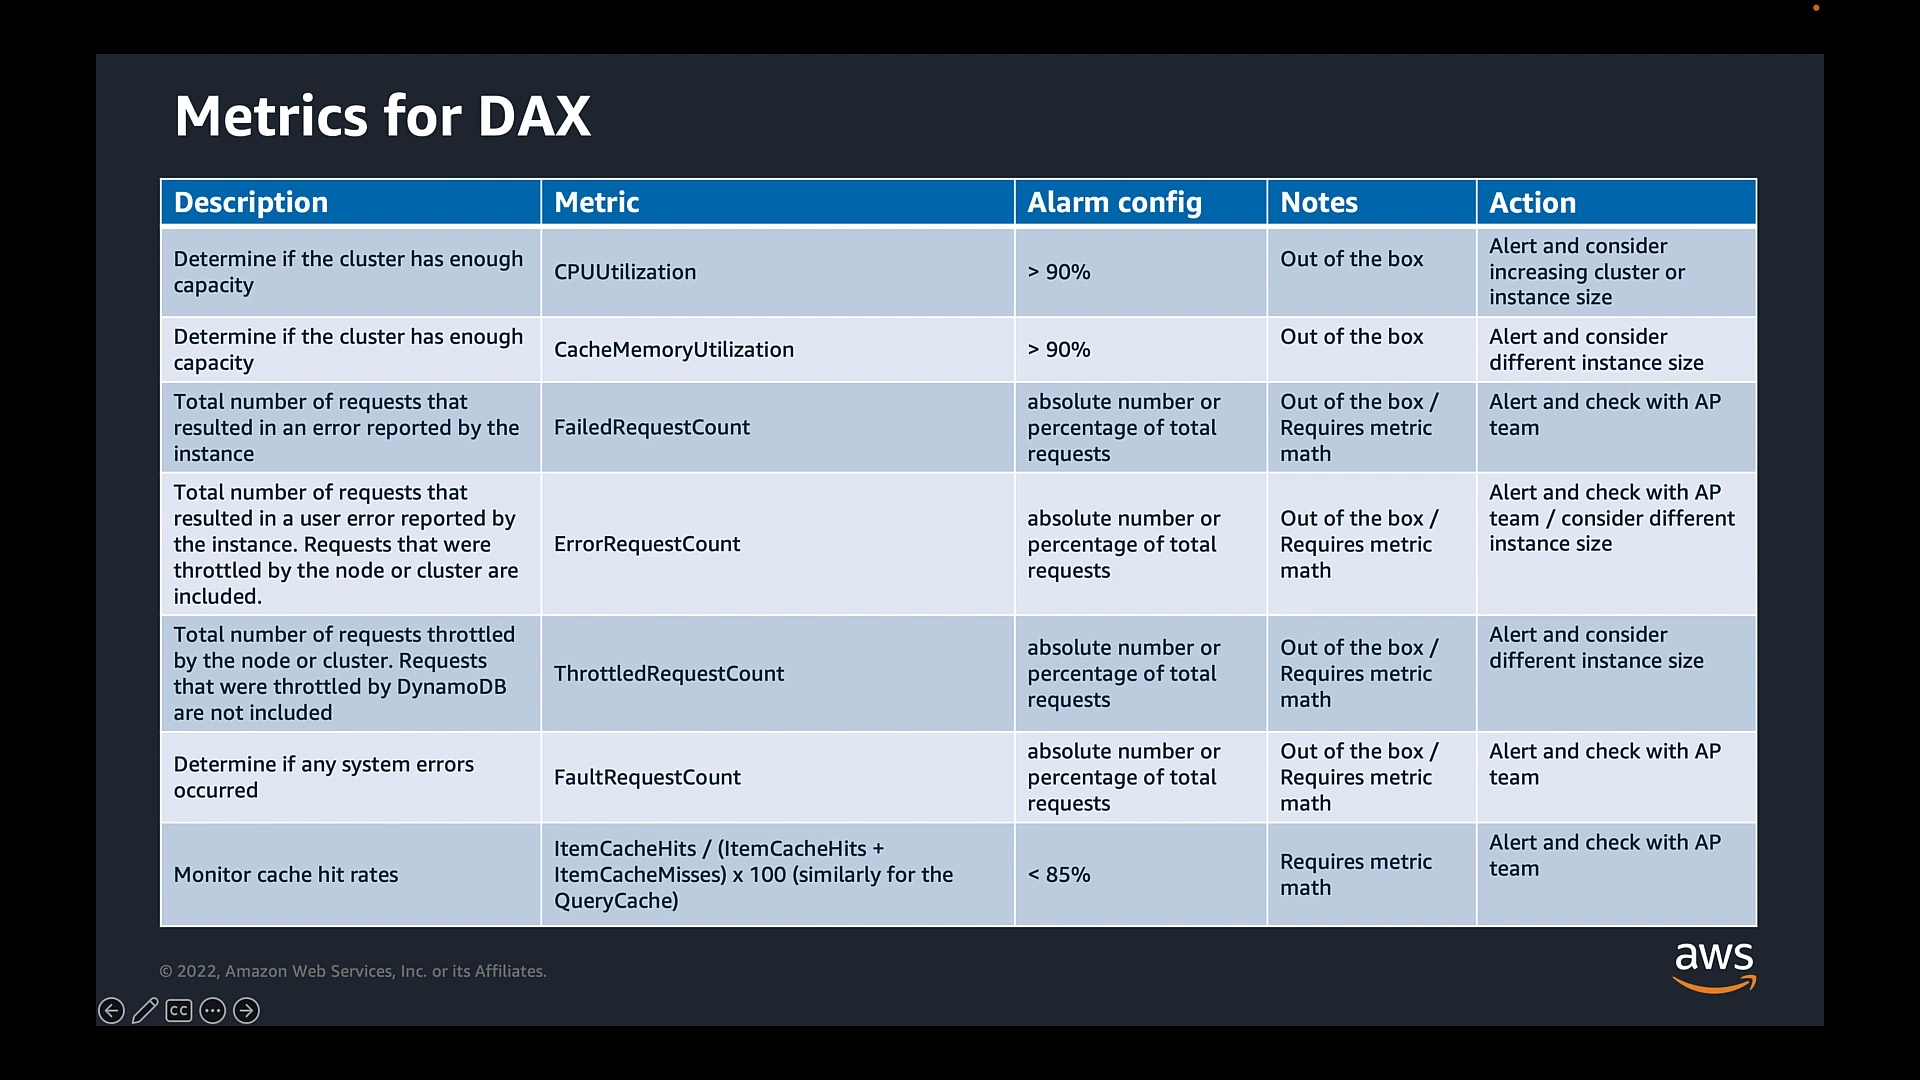 Metrics for DAX
Description
Metric
Alarm config
Notes
Action
Determine if the cluster has enough
capacity
CPUUtilization
> 90%
Out of the box
Alert and consider
increasing cluster or
instance size
Determine if the cluster has enough
capacity
CacheMemoryUtilization
> 90%
Out of the box
Alert and consider
different instance size
Total number of requests that
resulted in an error reported by the
instance
FailedRequestCount
absolute number or
percentage of total
requests
Out of the box /
Requires metric
math
Alert and check with AP
team
Total number of requests that
resulted in a user error reported by
the instance. Requests that were
throttled by the node or cluster are
included.
ErrorRequestCount
absolute number or
percentage of total
requests
Out of the box /
Requires metric
math
Alert and check with AP
team / consider different
instance size
Total number of requests throttled
by the node or cluster. Requests
that were throttled by DynamoDB
are not included
ThrottledRequestCount
absolute number or
percentage of total
requests
Out of the box /
Requires metric
math
Alert and consider
different instance size
Determine if any system errors
occurred
FaultRequestCount
absolute number or
percentage of total
requests
Out of the box /
Requires metric
math
Alert and check with AP
team
Monitor cache hit rates
ItemCacheHits / (ItemCacheHits +
ItemCacheMisses) x 100 (similarly for the
QueryCache)
< 85%
Requires metric
math
Alert and check with AP
team
© 2022, Amazon Web Services, Inc. or its Affiliates.
aws
CC